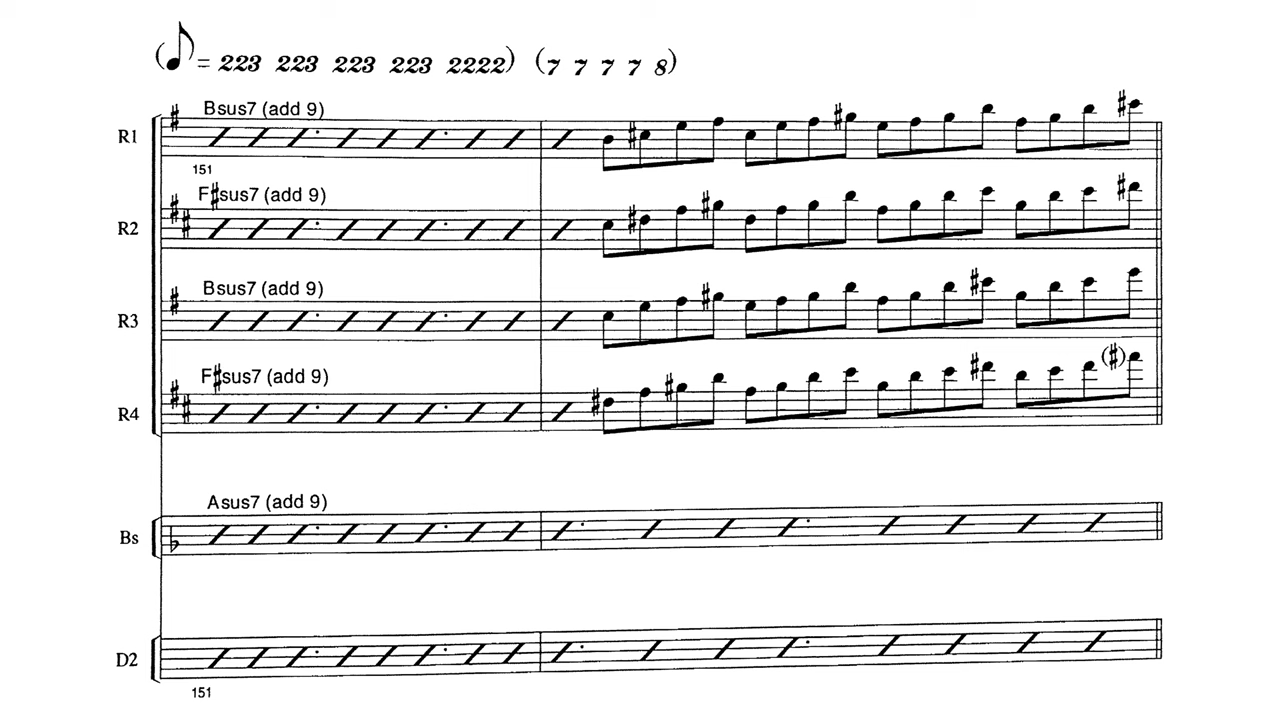 (♪ = 223 223 223 223 2222) (7 7 7 7 8)
Bsus7 (add 9)
R1
151
F#sus7 (add 9)
R2
Bsus7 (add 9)
R3
F#sus7 (add 9)
R4
Asus7 (add 9)
Bs
D2
151